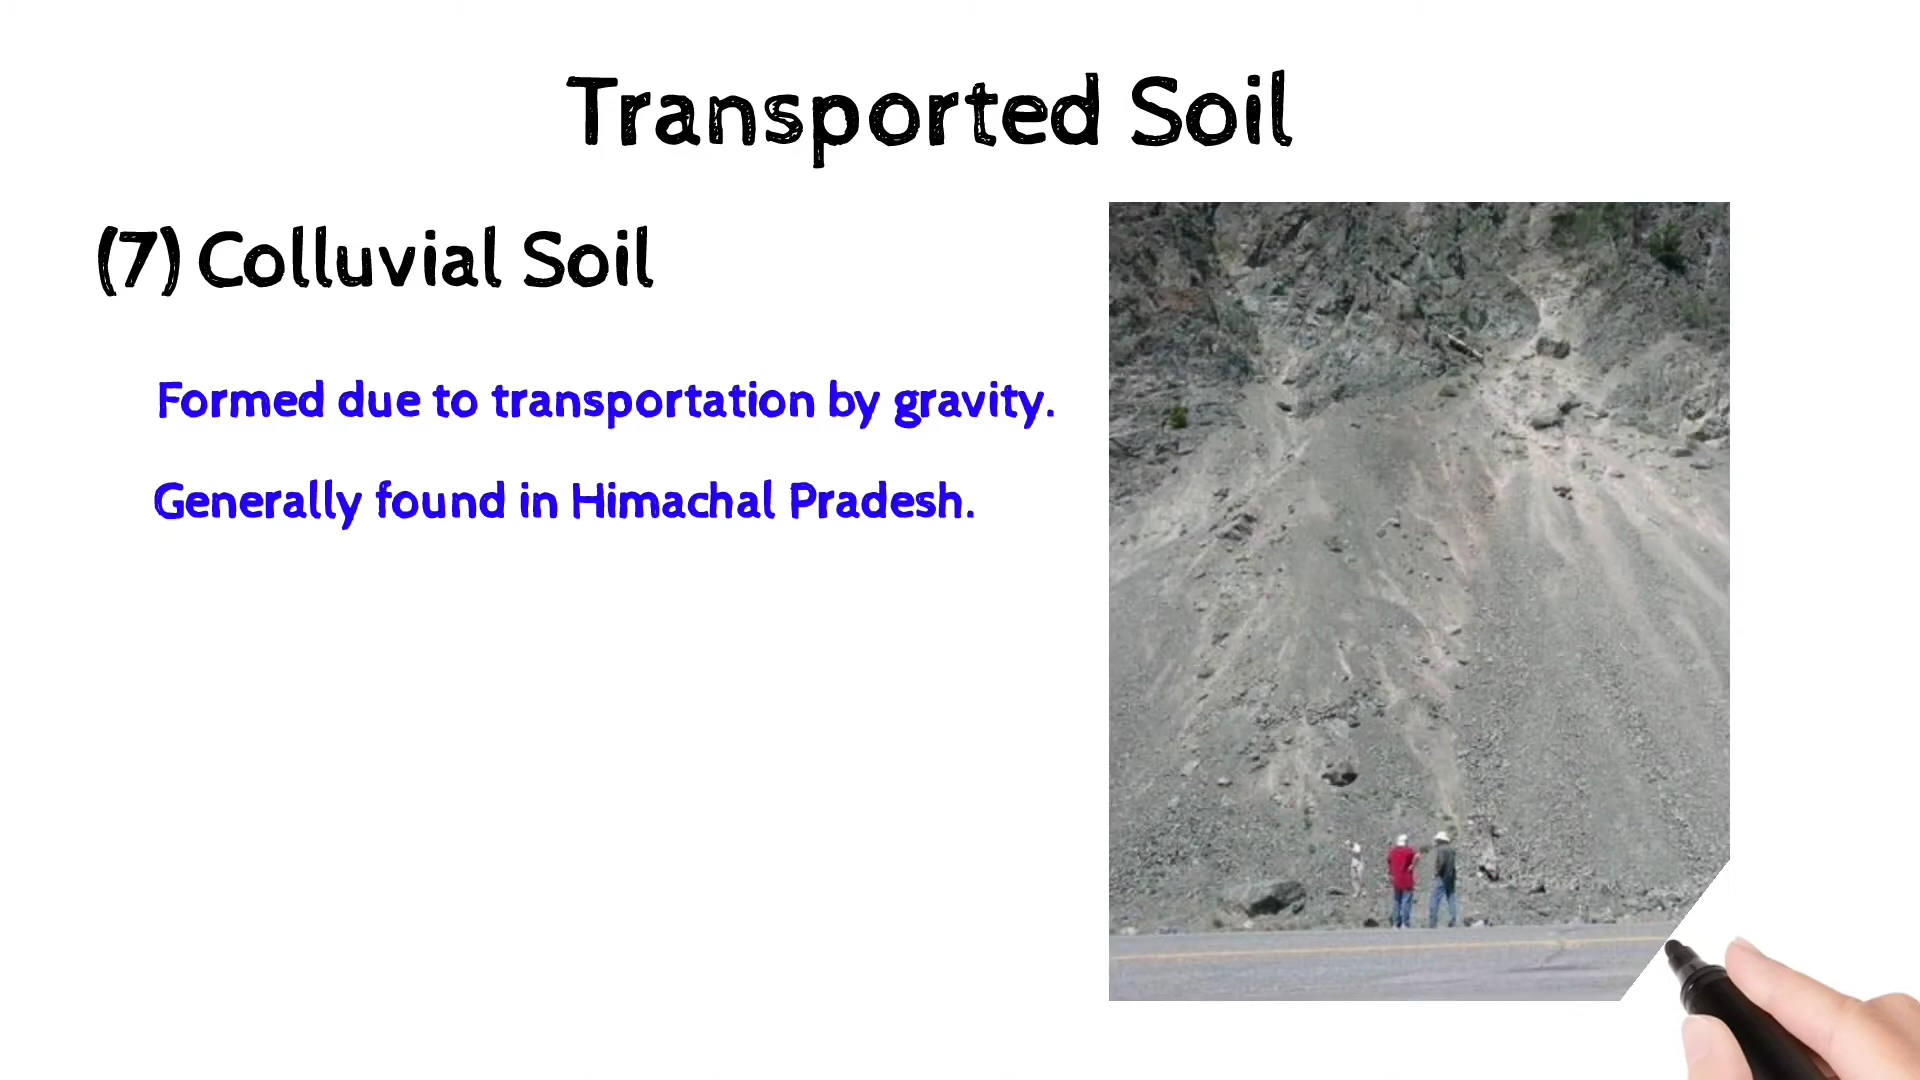 Transported Soil
(7) Colluvial Soil
Formed due to transportation by gravity.
Generally found in Himachal Pradesh.